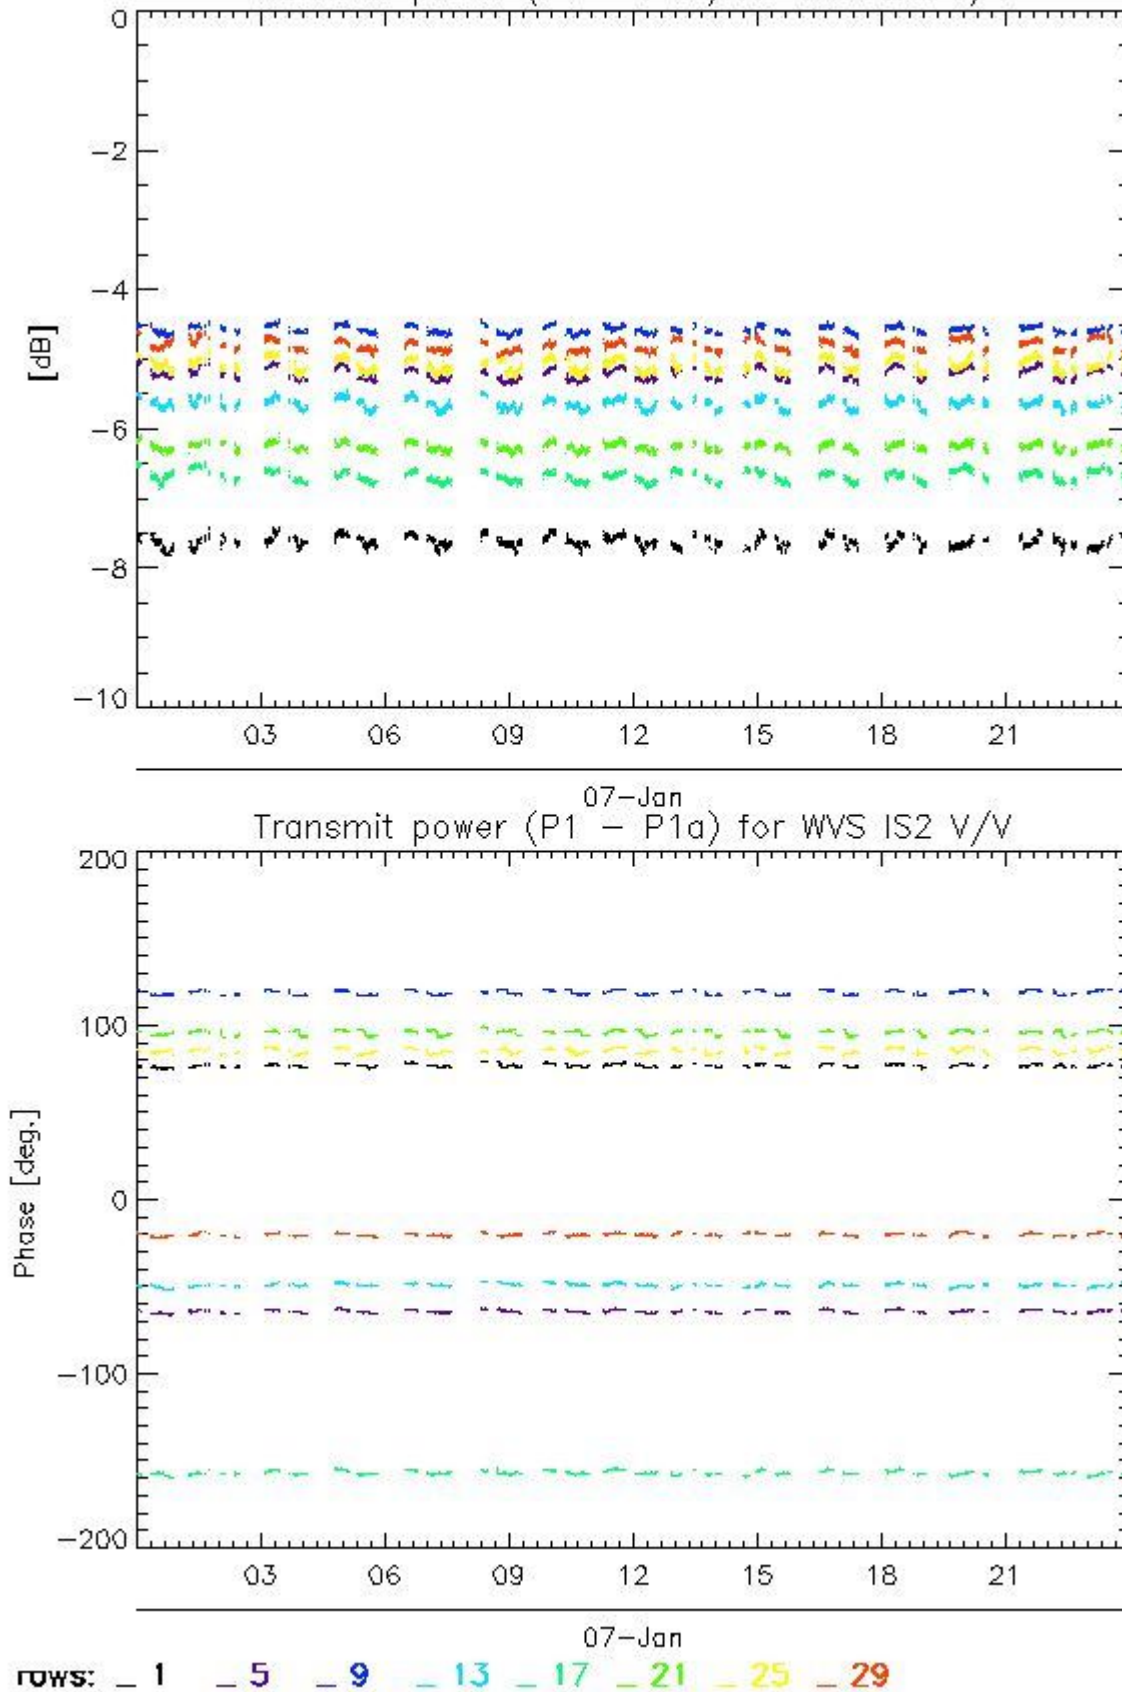 0
-2
-4
[dB]
-6
-8
-10
03 06 09 12 15 18 21
07-Jan
Transmit power (P1 - P1a) for WVS IS2 V/V
200
100
Phase [deg.]
0
-100
-200
03 06 09 12 15 18 21
07-Jan
rows: _ 1 _ 5 _ 9 _ 13 _ 17 _ 21 _ 25 _ 29